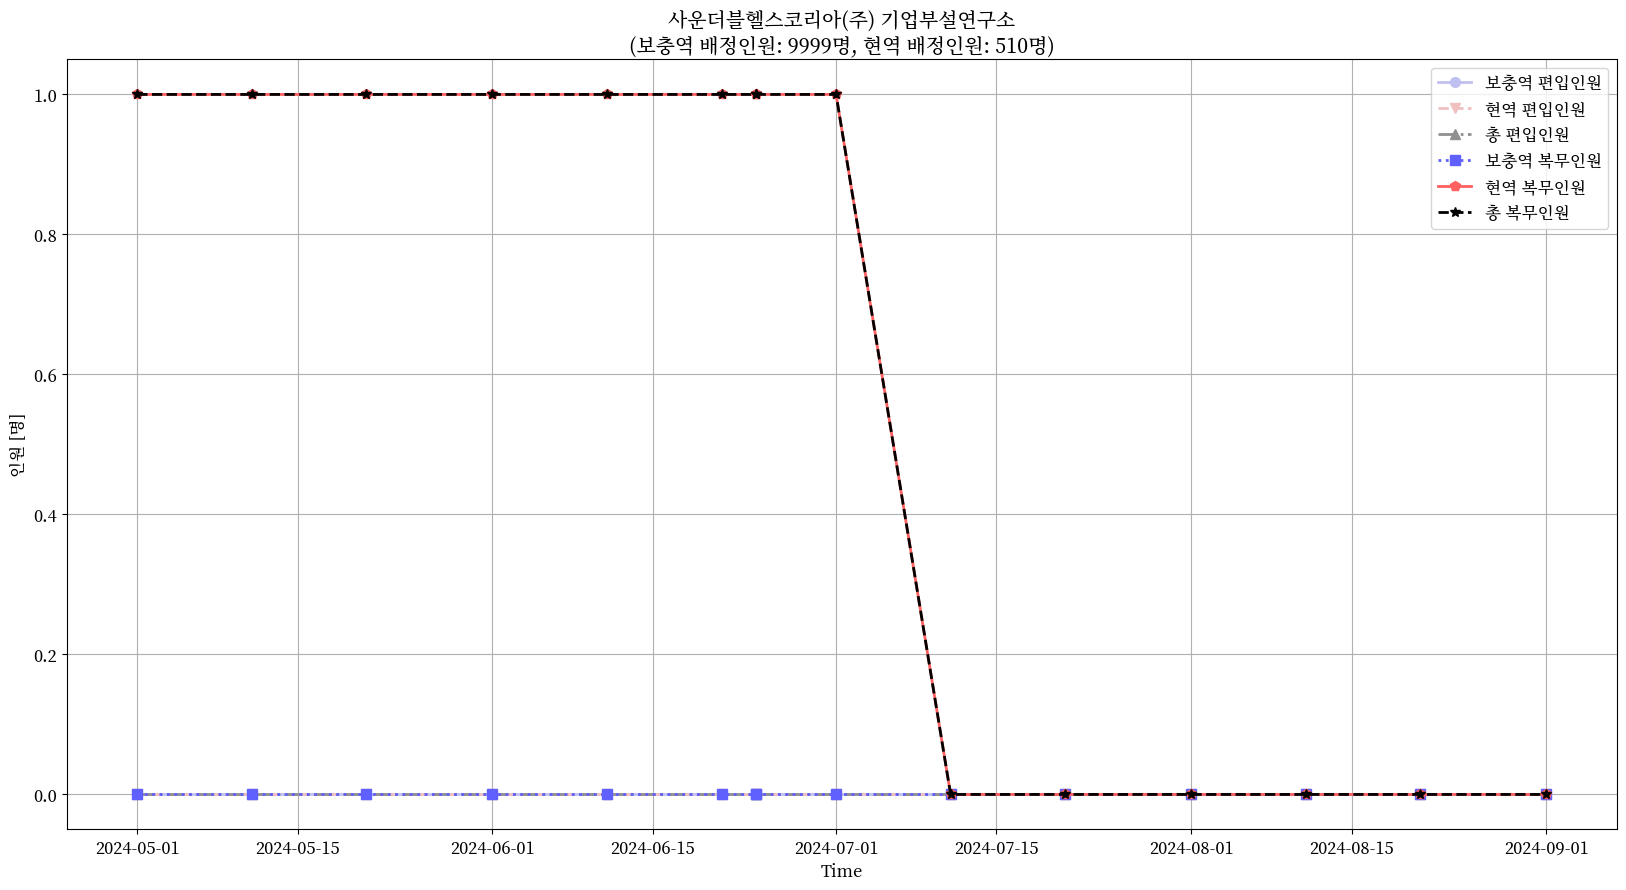 사운더블헬스코리아(주) 기업부설연구소
(보충역 배정인원: 9999명, 현역 배정인원: 510명)
보충역 편입인원
현역 편입인원
총 편입인원
보충역 복무인원
현역 복무인원
총 복무인원
인원 [명]
1.0
0.8
0.6
0.4
0.2
0.0
2024-05-01 2024-05-15 2024-06-01 2024-06-15 2024-07-01 2024-07-15 2024-08-01 2024-08-15 2024-09-01
Time